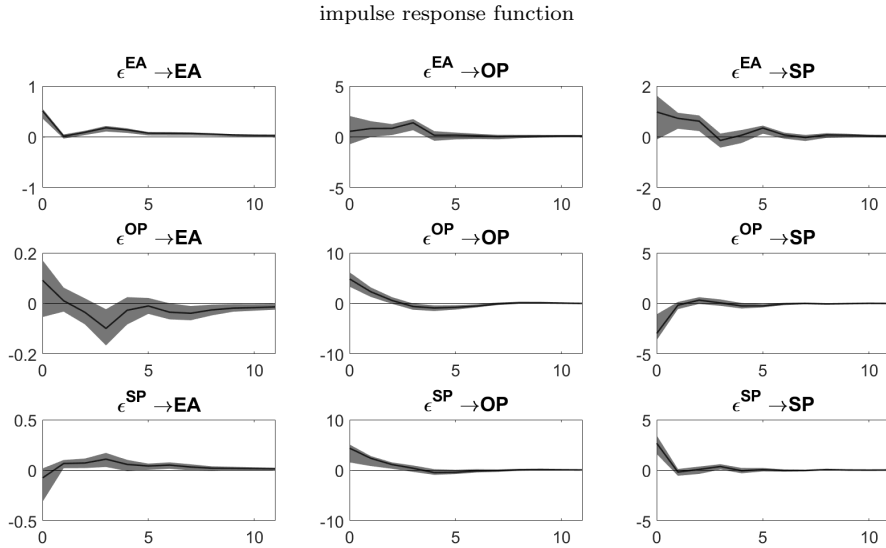 impulse response function
ϵ^EA →EA
ϵ^EA →OP
ϵ^EA →SP
1
0
-1
0 5 10
5
0
-5
0 5 10
2
0
-2
0 5 10
ϵ^OP →EA
ϵ^OP →OP
ϵ^OP →SP
0.2
0
-0.2
0 5 10
10
0
-10
0 5 10
5
0
-5
0 5 10
ϵ^SP →EA
ϵ^SP →OP
ϵ^SP →SP
0.5
0
-0.5
0 5 10
10
0
-10
0 5 10
5
0
-5
0 5 10